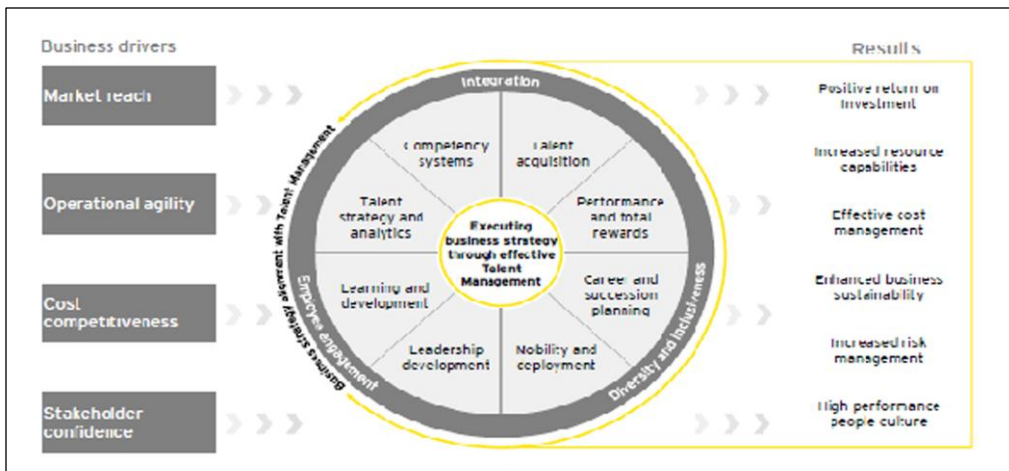 Business drivers
Results
Market reach
Operational agility
Cost
competitiveness
Stakeholder
confidence
Business strategy alignment with Talent Management
Integration
Employee engagement
Diversity and inclusiveness
Competency
systems
Talent
acquisition
Talent
strategy and
analytics
Performance
and total
rewards
Learning and
development
Career and
succession
planning
Leadership
development
Mobility and
deployment
Executing
business strategy
through effective
Talent
Management
Positive return on
investment
Increased resource
capabilities
Effective cost
management
Enhanced business
sustainability
Increased risk
management
High performance
people culture